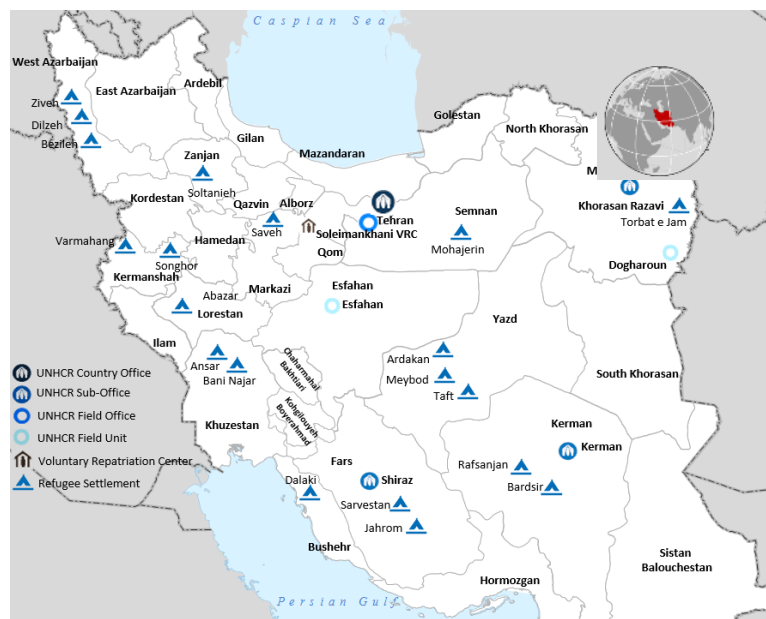 Caspian Sea
West Azarbaijan
East Azarbaijan
Ardebil
Ziveh
Dilzeh
Bezileh
Gilan
Golestan
North Khorasan
Mazandaran
Zanjan
Soltanieh
Kordestan
Qazvin
Alborz
Tehran
Semnan
Khorasan Razavi
Torbat e Jam
Saveh
Soleimankhani VRC
Varmahang
Hamedan
Qom
Mohajerin
Songhor
Kermanshah
Dogharoun
Markazi
Esfahan
Abazar
Esfahan
Lorestan
Yazd
Ilam
Chaharmahal
Bakhtiari
Ardakan
South Khorasan
Ansar
Bani Najar
Meybod
Taft
UNHCR Country Office
UNHCR Sub-Office
UNHCR Field Office
UNHCR Field Unit
Voluntary Repatriation Center
Refugee Settlement
Kohgilouyeh
Boyerahmad
Khuzestan
Kerman
Kerman
Fars
Rafsanjan
Bardsir
Dalaki
Shiraz
Sarvestan
Jahrom
Bushehr
Sistan
Balouchestan
Hormozgan
Persian Gulf